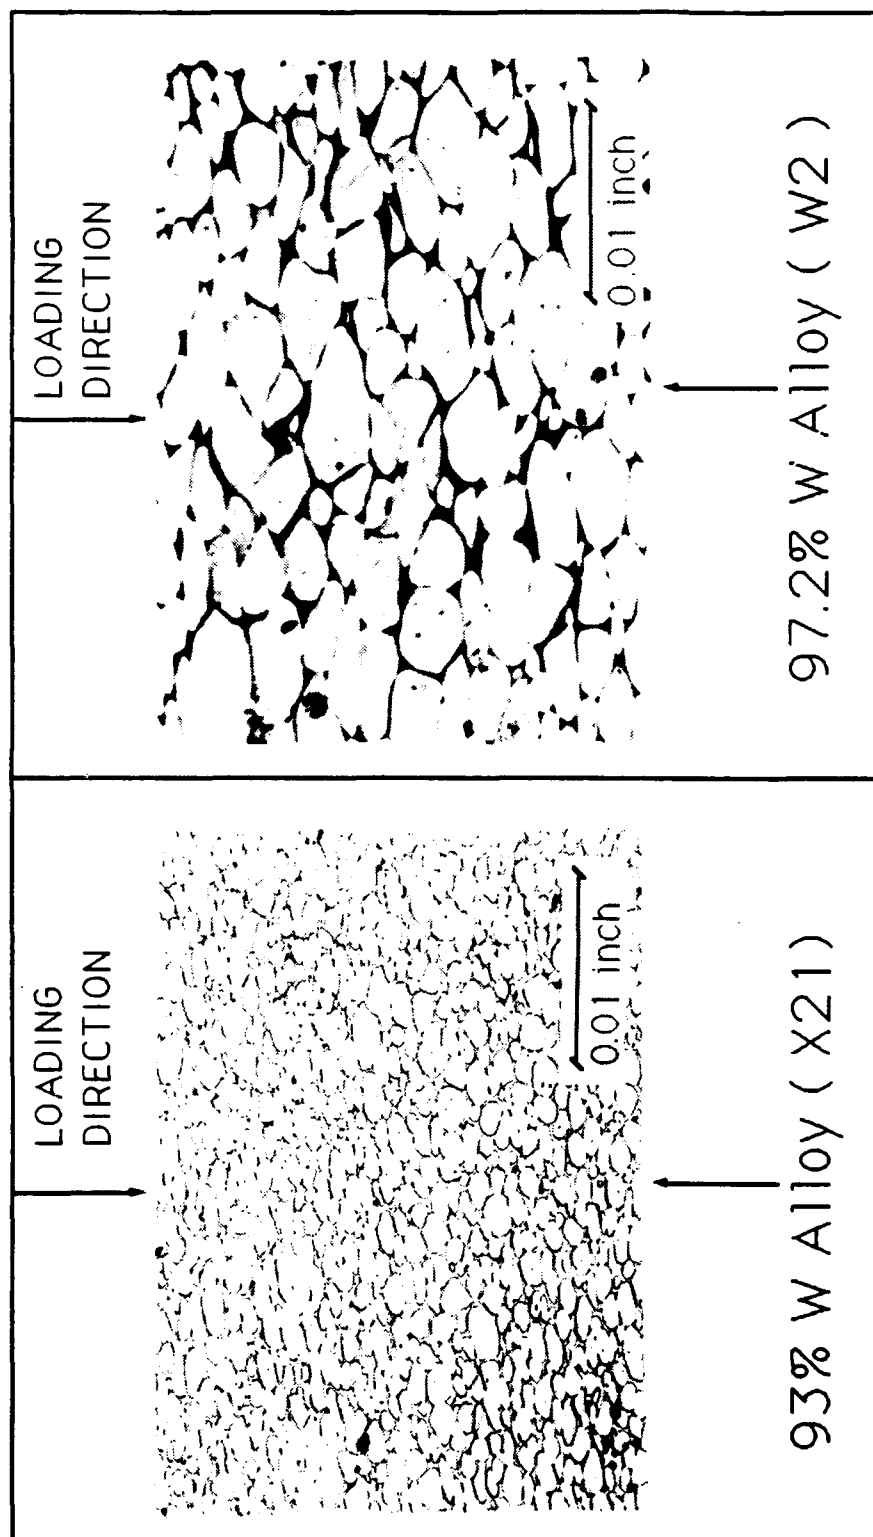 LOADING
DIRECTION
0.01 inch
93% W Alloy ( X21)
LOADING
DIRECTION
0.01 inch
97.2% W Alloy ( W2 )